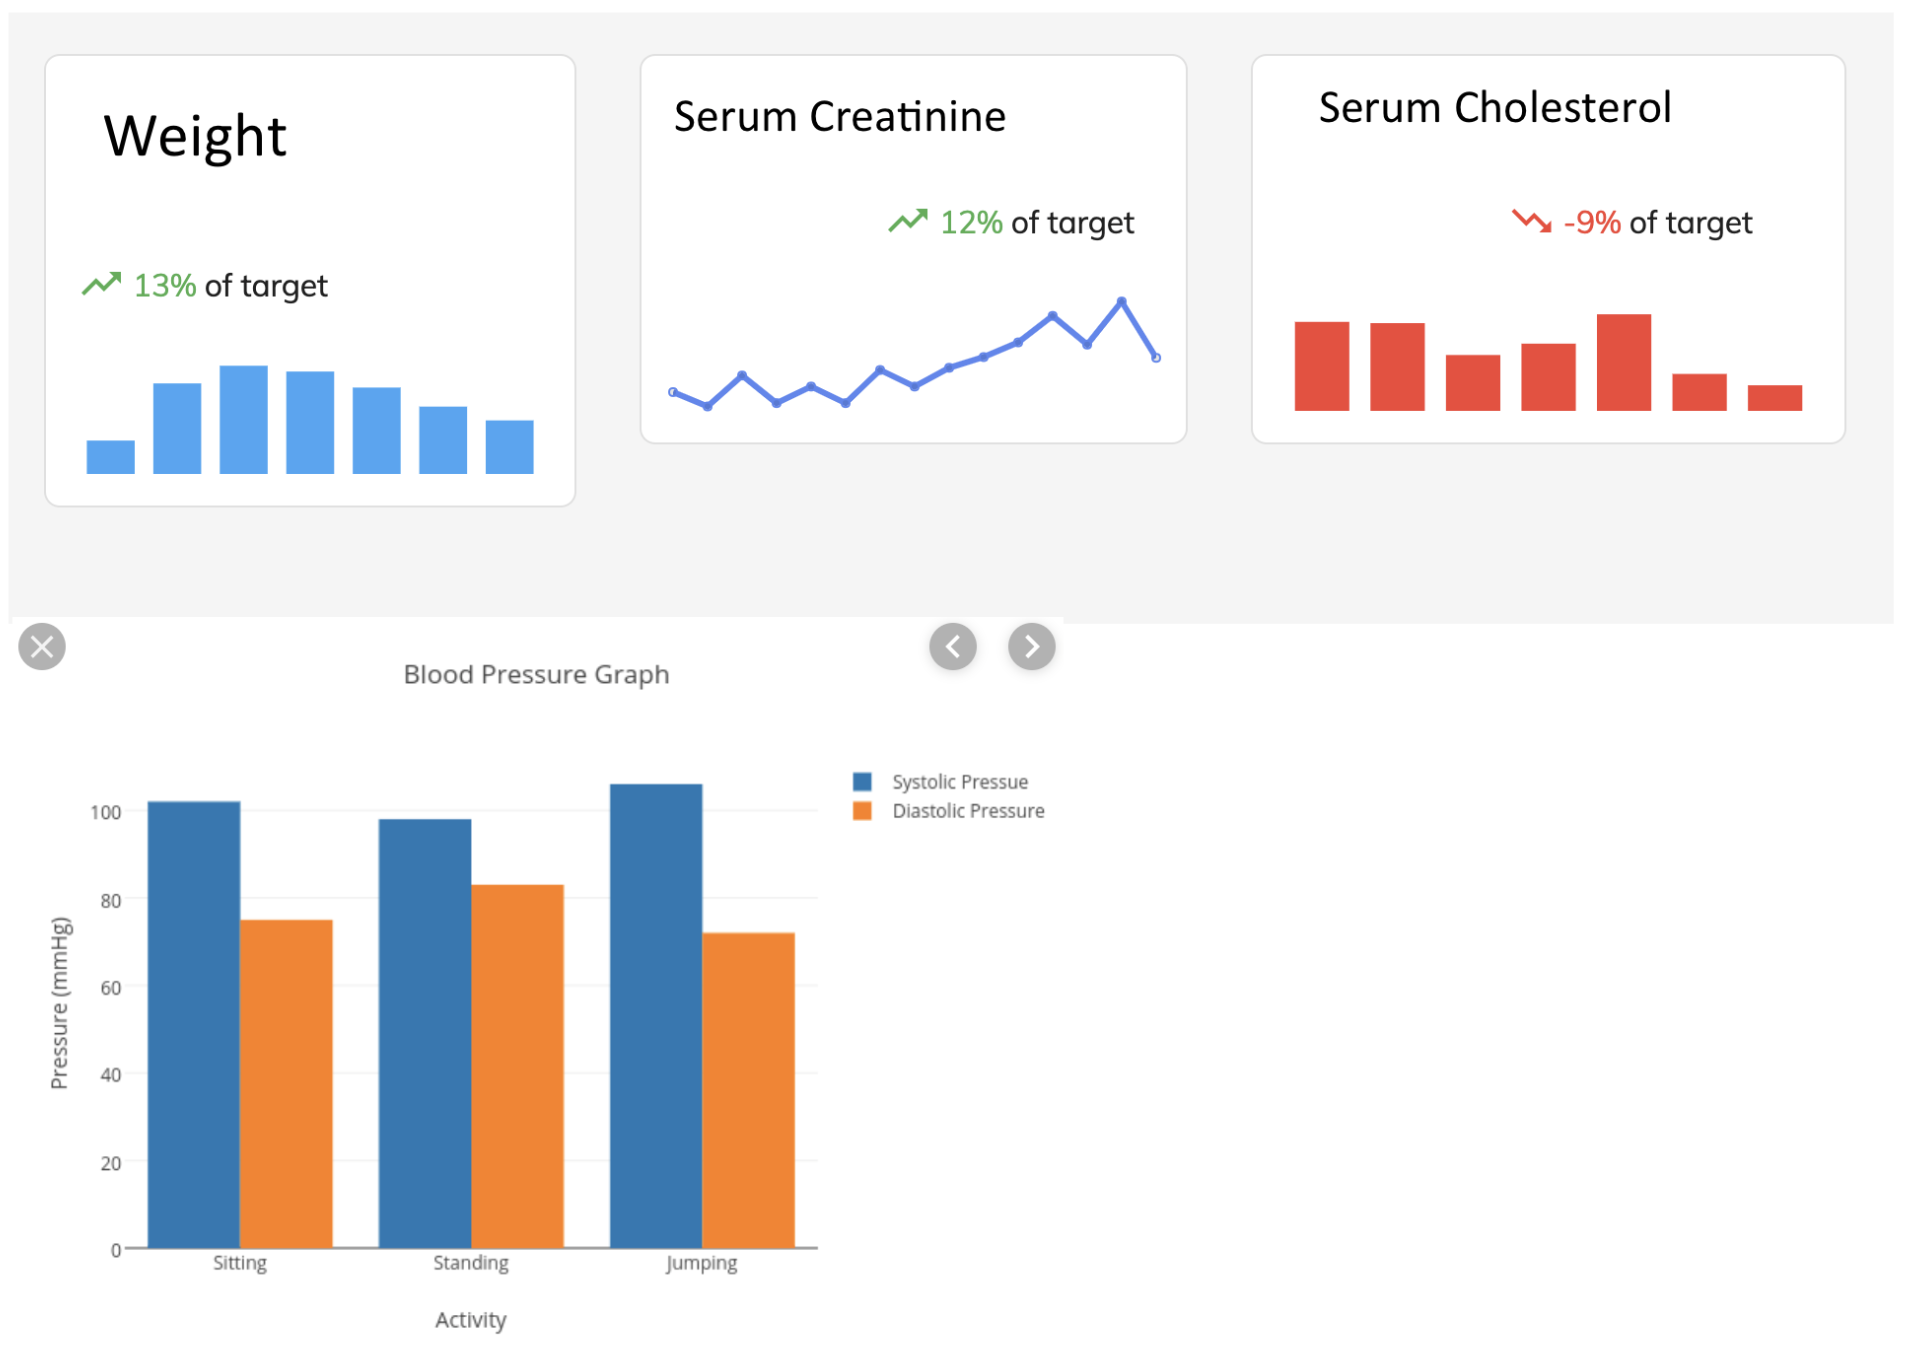 Weight
13% of target
Serum Creatinine
12% of target
Serum Cholesterol
-9% of target
Blood Pressure Graph
Systolic Pressue
Diastolic Pressure
Pressure (mmHg)
100
80
60
40
20
0
Sitting
Standing
Jumping
Activity